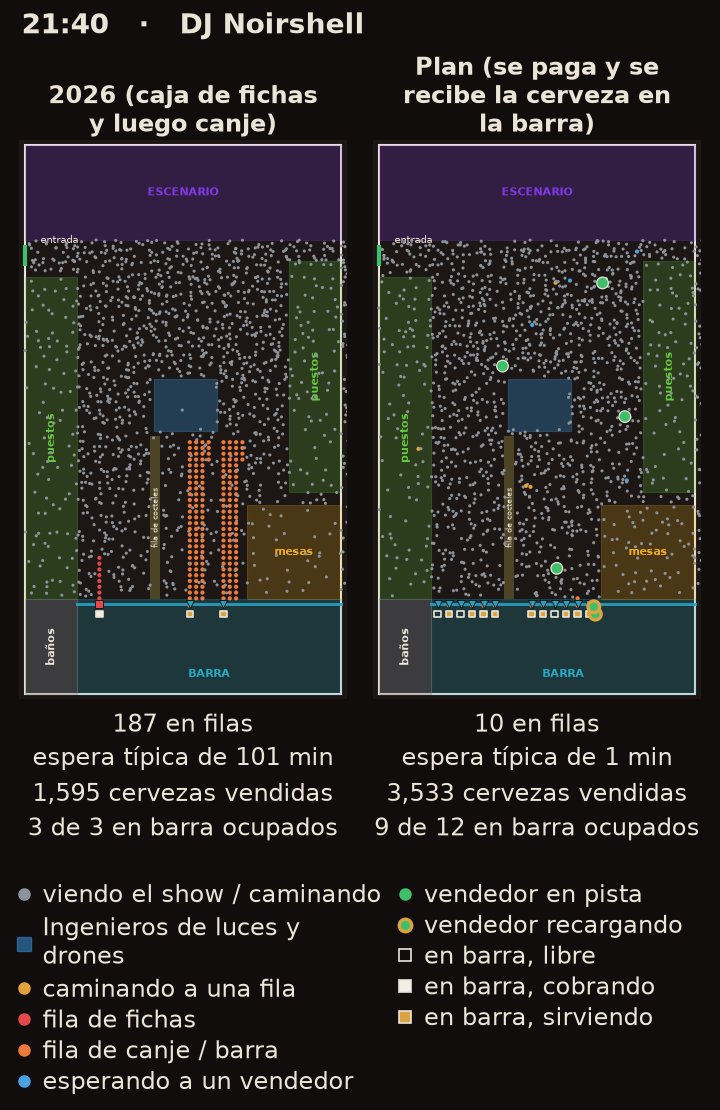 21:40 · DJ Noirshell
2026 (caja de fichas
y luego canje)
Plan (se paga y se
recibe la cerveza en
la barra)
ESCENARIO
entrada
puestos
puestos
fila de cocteles
mesas
baños
BARRA
ESCENARIO
entrada
puestos
puestos
fila de cocteles
mesas
baños
BARRA
187 en filas
espera típica de 101 min
1,595 cervezas vendidas
3 de 3 en barra ocupados
10 en filas
espera típica de 1 min
3,533 cervezas vendidas
9 de 12 en barra ocupados
viendo el show / caminando
Ingenieros de luces y
drones
caminando a una fila
fila de fichas
fila de canje / barra
esperando a un vendedor
vendedor en pista
vendedor recargando
en barra, libre
en barra, cobrando
en barra, sirviendo